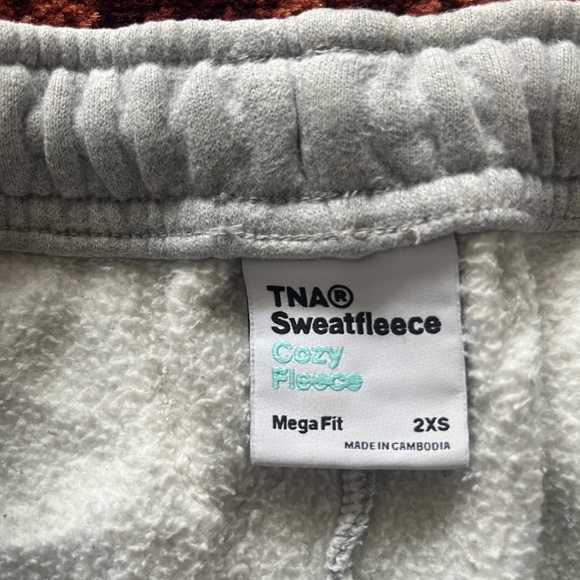 TNA®
Sweatfleece
Cozy
Fleece
Mega Fit 2XS
MADE IN CAMBODIA